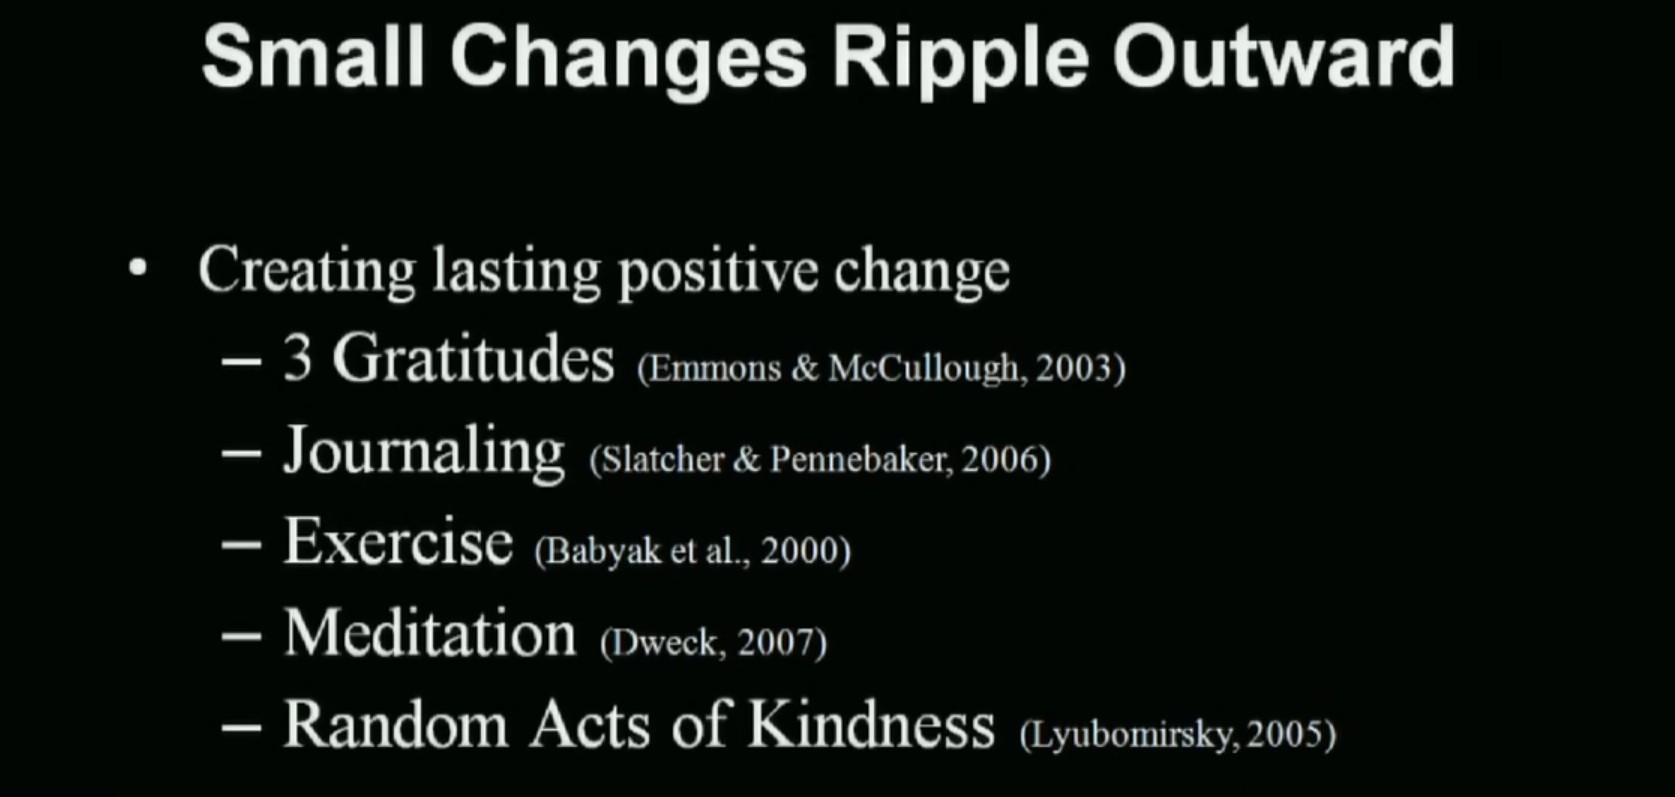 Small Changes Ripple Outward
• Creating lasting positive change
– 3 Gratitudes (Emmons & McCullough, 2003)
– Journaling (Slatcher & Pennebaker, 2006)
– Exercise (Babyak et al., 2000)
– Meditation (Dweck, 2007)
– Random Acts of Kindness (Lyubomirsky, 2005)